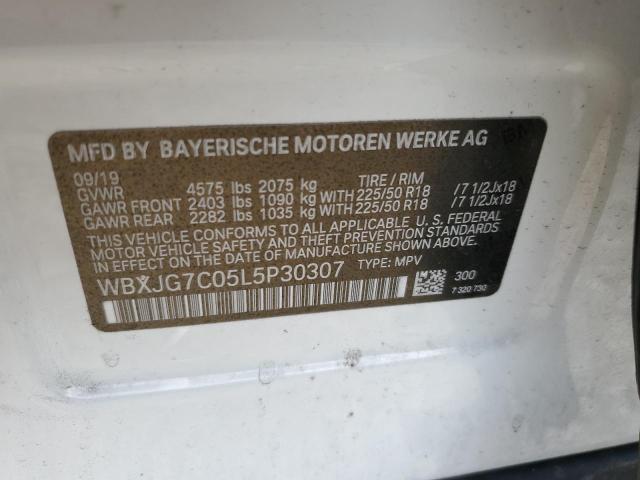 MFD BY BAYERISCHE MOTOREN WERKE AG
09/19 TIRE / RIM
GVWR 4575 lbs 2075 kg
GAWR FRONT 2403 lbs 1090 kg WITH 225/50 R18 /7 1/2Jx18
GAWR REAR 2282 lbs 1035 kg WITH 225/50 R18 /7 1/2Jx18
THIS VEHICLE CONFORMS TO ALL APPLICABLE U. S. FEDERAL
MOTOR VEHICLE SAFETY AND THEFT PREVENTION STANDARDS
IN EFFECT ON THE DATE OF MANUFACTURE SHOWN ABOVE.
WBXJG7C05L5P30307 TYPE: MPV
300
7 320 730